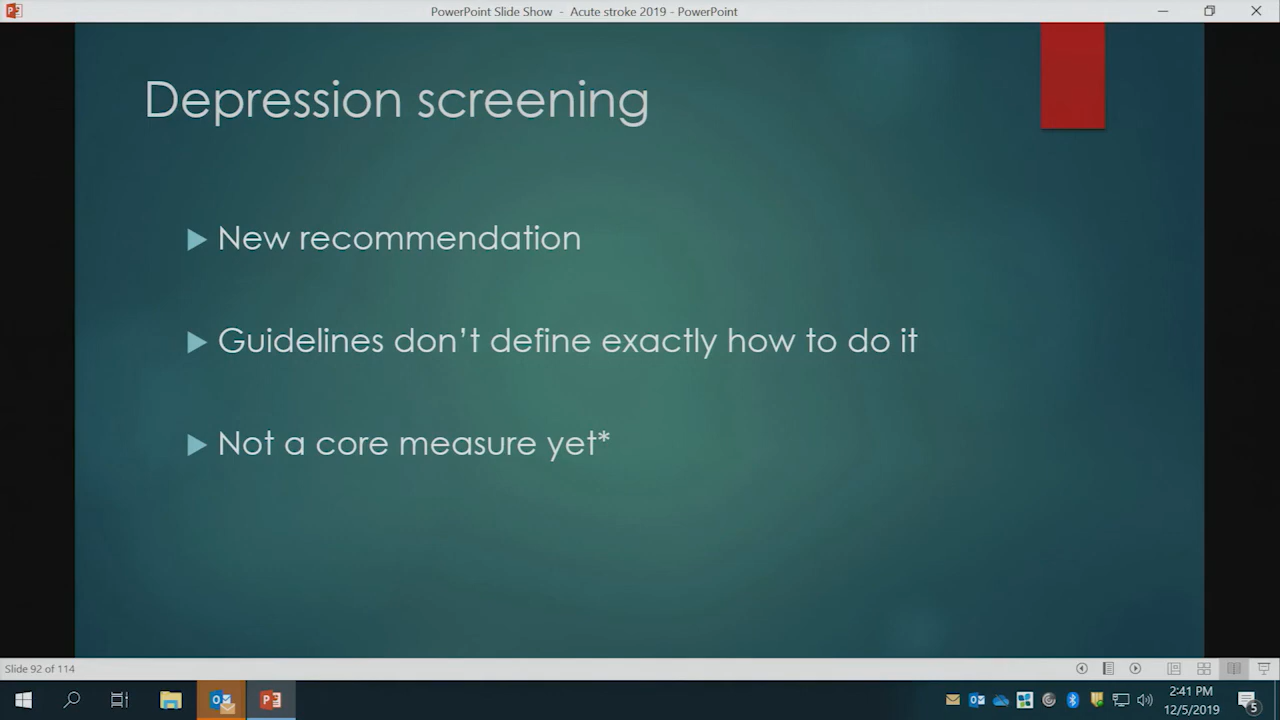 PowerPoint Slide Show - Acute stroke 2019 - PowerPoint
Depression screening
New recommendation
Guidelines don't define exactly how to do it
Not a core measure yet*
Slide 92 of 114
2:41 PM
12/5/2019
5